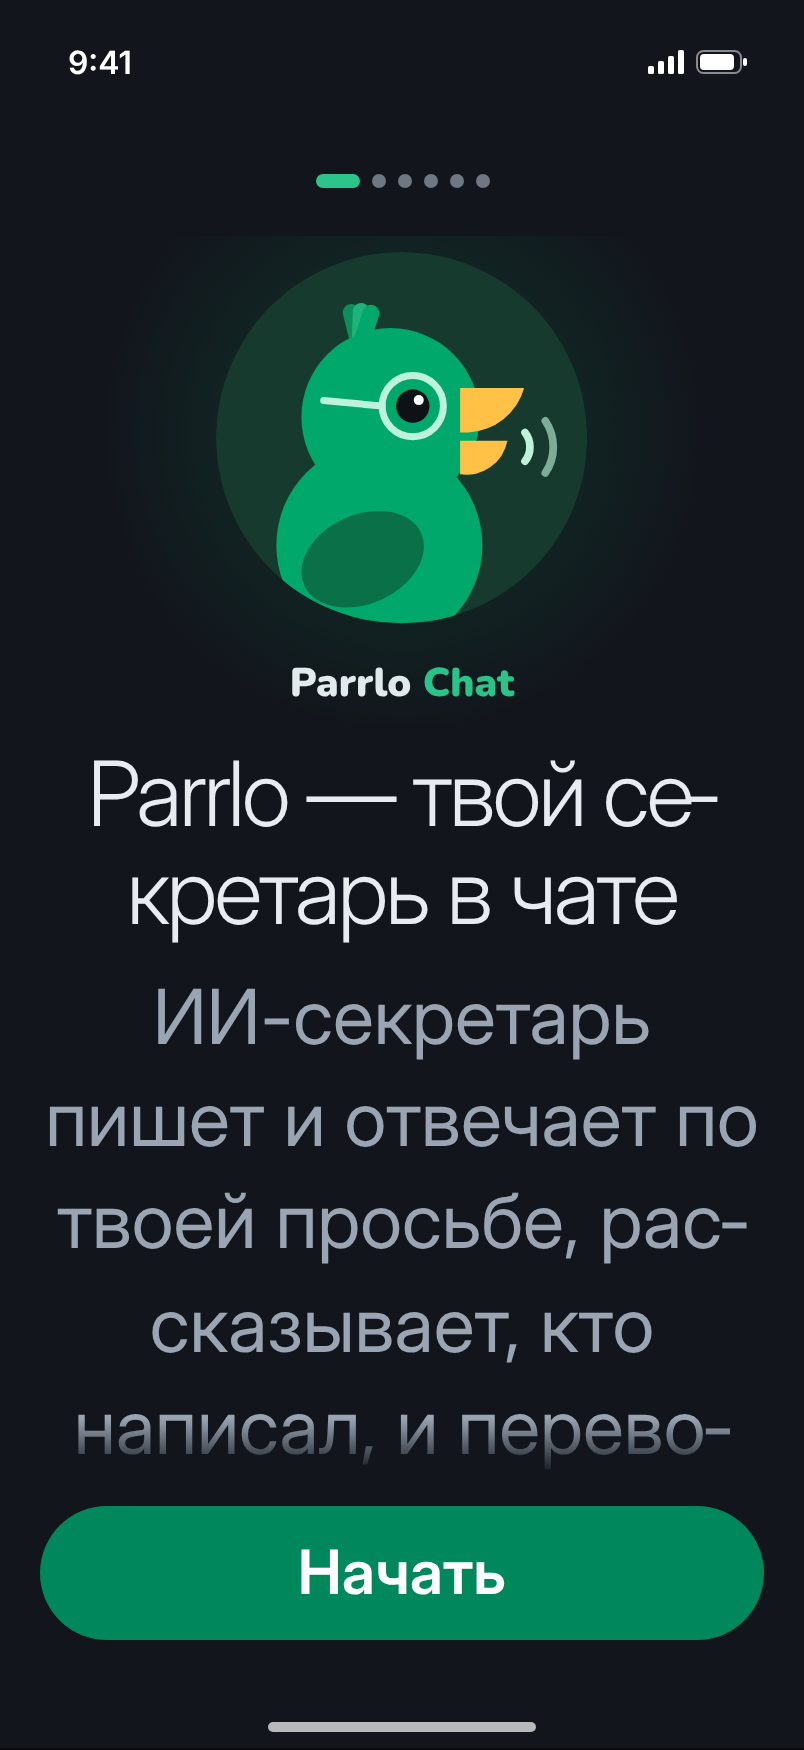 9:41
Parrlo Chat
Parrlo — твой се-
кретарь в чате
ИИ-секретарь
пишет и отвечает по
твоей просьбе, рас-
сказывает, кто
написал, и перево-
Начать